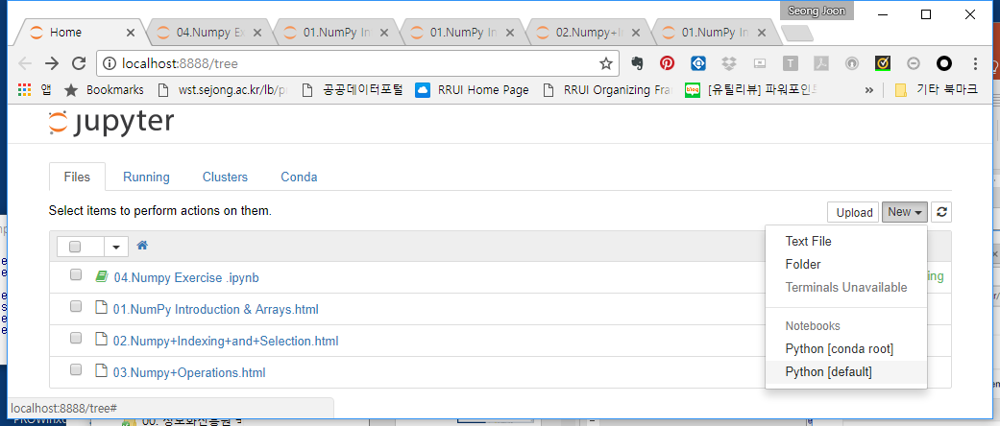 Seong Joon
Home
04.Numpy Ex
01.NumPy In
01.NumPy In
02.Numpy+I
01.NumPy In
localhost:8888/tree
앱
Bookmarks
wst.sejong.ac.kr/lb/p
공공데이터포털
RRUI Home Page
RRUI Organizing Fra
blog
[유틸리뷰] 파워포인트
»
기타 북마크
jupyter
Files
Running
Clusters
Conda
Select items to perform actions on them.
Upload
New
Text File
Folder
Terminals Unavailable
Notebooks
Python [conda root]
Python [default]
04.Numpy Exercise .ipynb
ing
01.NumPy Introduction & Arrays.html
02.Numpy+Indexing+and+Selection.html
03.Numpy+Operations.html
localhost:8888/tree#